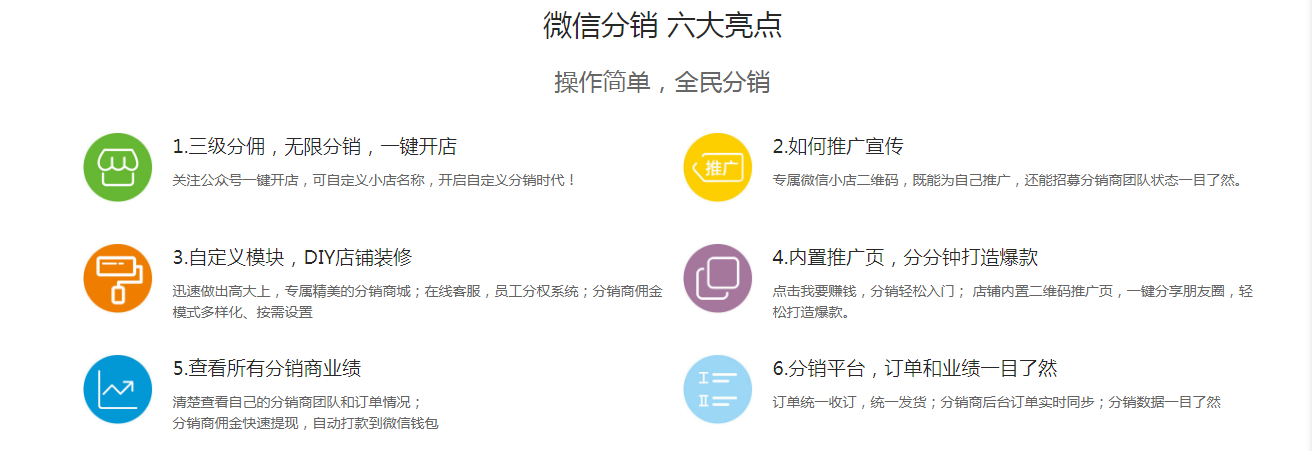 微信分销 六大亮点
操作简单，全民分销
1.三级分佣，无限分销，一键开店
关注公众号一键开店，可自定义小店名称，开启自定义分销时代！
推广
2.如何推广宣传
专属微信小店二维码，既能为自己推广，还能招募分销商团队状态一目了然。
3.自定义模块，DIY店铺装修
迅速做出高大上，专属精美的分销商城；在线客服，员工分权系统；分销商佣金
模式多样化、按需设置
4.内置推广页，分分钟打造爆款
点击我要赚钱，分销轻松入门； 店铺内置二维码推广页，一键分享朋友圈，轻
松打造爆款。
5.查看所有分销商业绩
清楚查看自己的分销商团队和订单情况；
分销商佣金快速提现，自动打款到微信钱包
I
II
6.分销平台，订单和业绩一目了然
订单统一收订，统一发货；分销商后台订单实时同步；分销数据一目了然